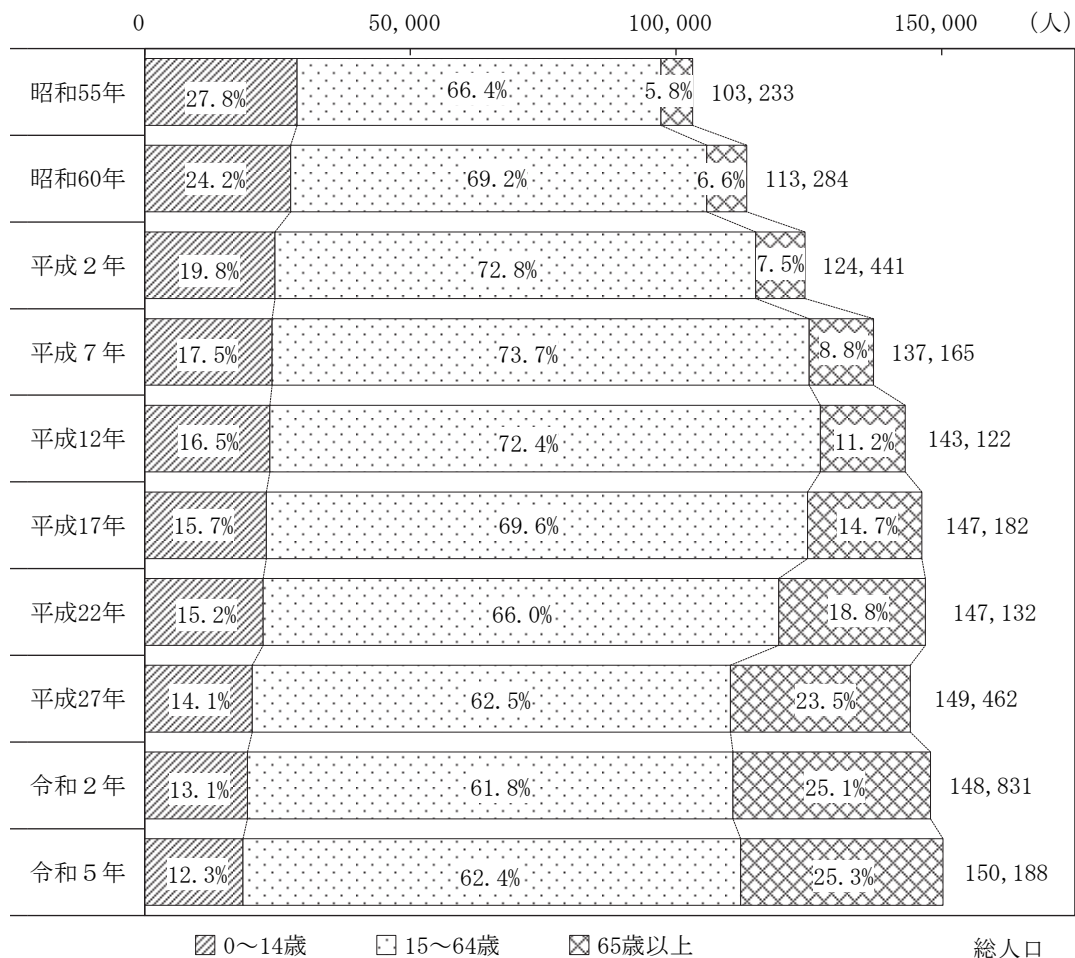 0 50,000 100,000 150,000 (人)
昭和55年 27.8% 66.4% 5.8% 103,233
昭和60年 24.2% 69.2% 6.6% 113,284
平成2年 19.8% 72.8% 7.5% 124,441
平成7年 17.5% 73.7% 8.8% 137,165
平成12年 16.5% 72.4% 11.2% 143,122
平成17年 15.7% 69.6% 14.7% 147,182
平成22年 15.2% 66.0% 18.8% 147,132
平成27年 14.1% 62.5% 23.5% 149,462
令和2年 13.1% 61.8% 25.1% 148,831
令和5年 12.3% 62.4% 25.3% 150,188
0〜14歳 15〜64歳 65歳以上 総人口